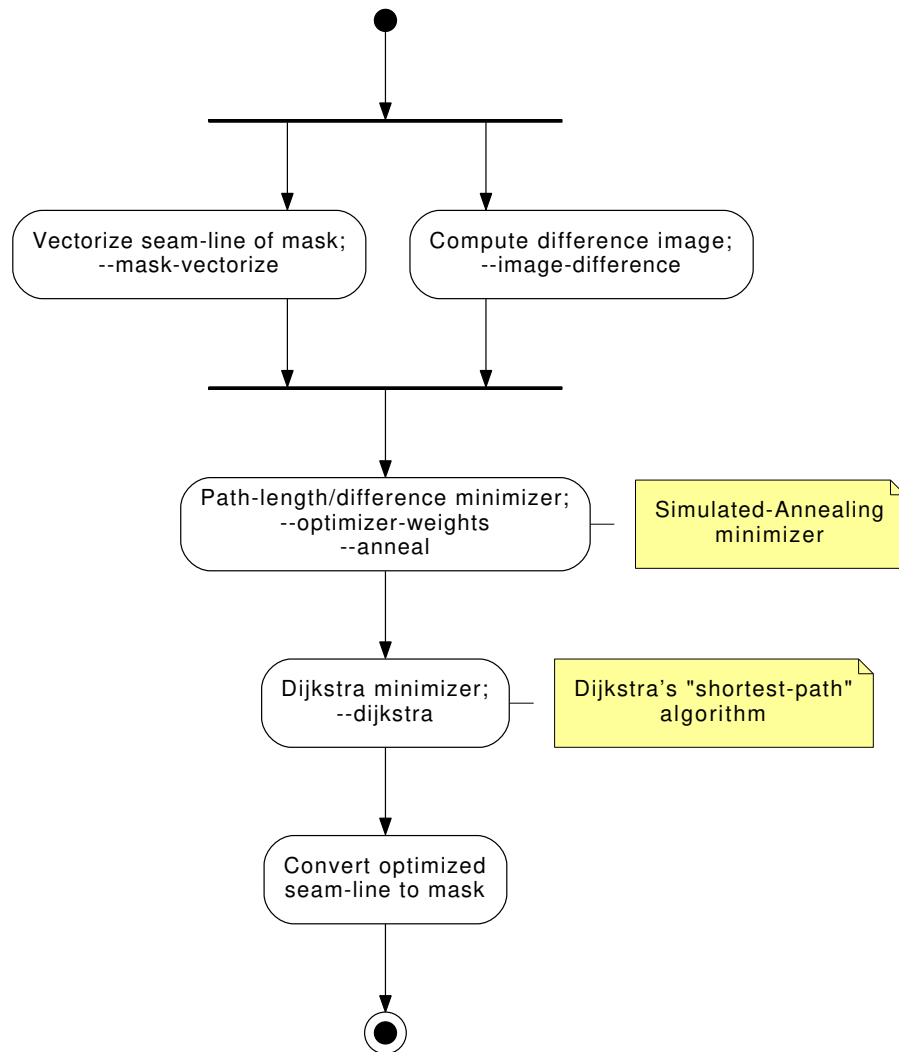 Vectorize seam-line of mask;
--mask-vectorize
Compute difference image;
--image-difference
Path-length/difference minimizer;
--optimizer-weights
--anneal
Simulated-Annealing
minimizer
Dijkstra minimizer;
--dijkstra
Dijkstra's "shortest-path"
algorithm
Convert optimized
seam-line to mask